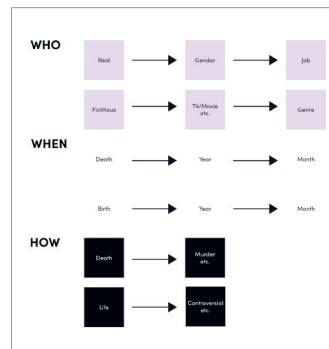 WHO
Real
Gender
Job
Fictitious
TV/Movie
etc.
Genre
WHEN
Death
Year
Month
Birth
Year
Month
HOW
Death
Murder
etc.
Life
Controversial
etc.